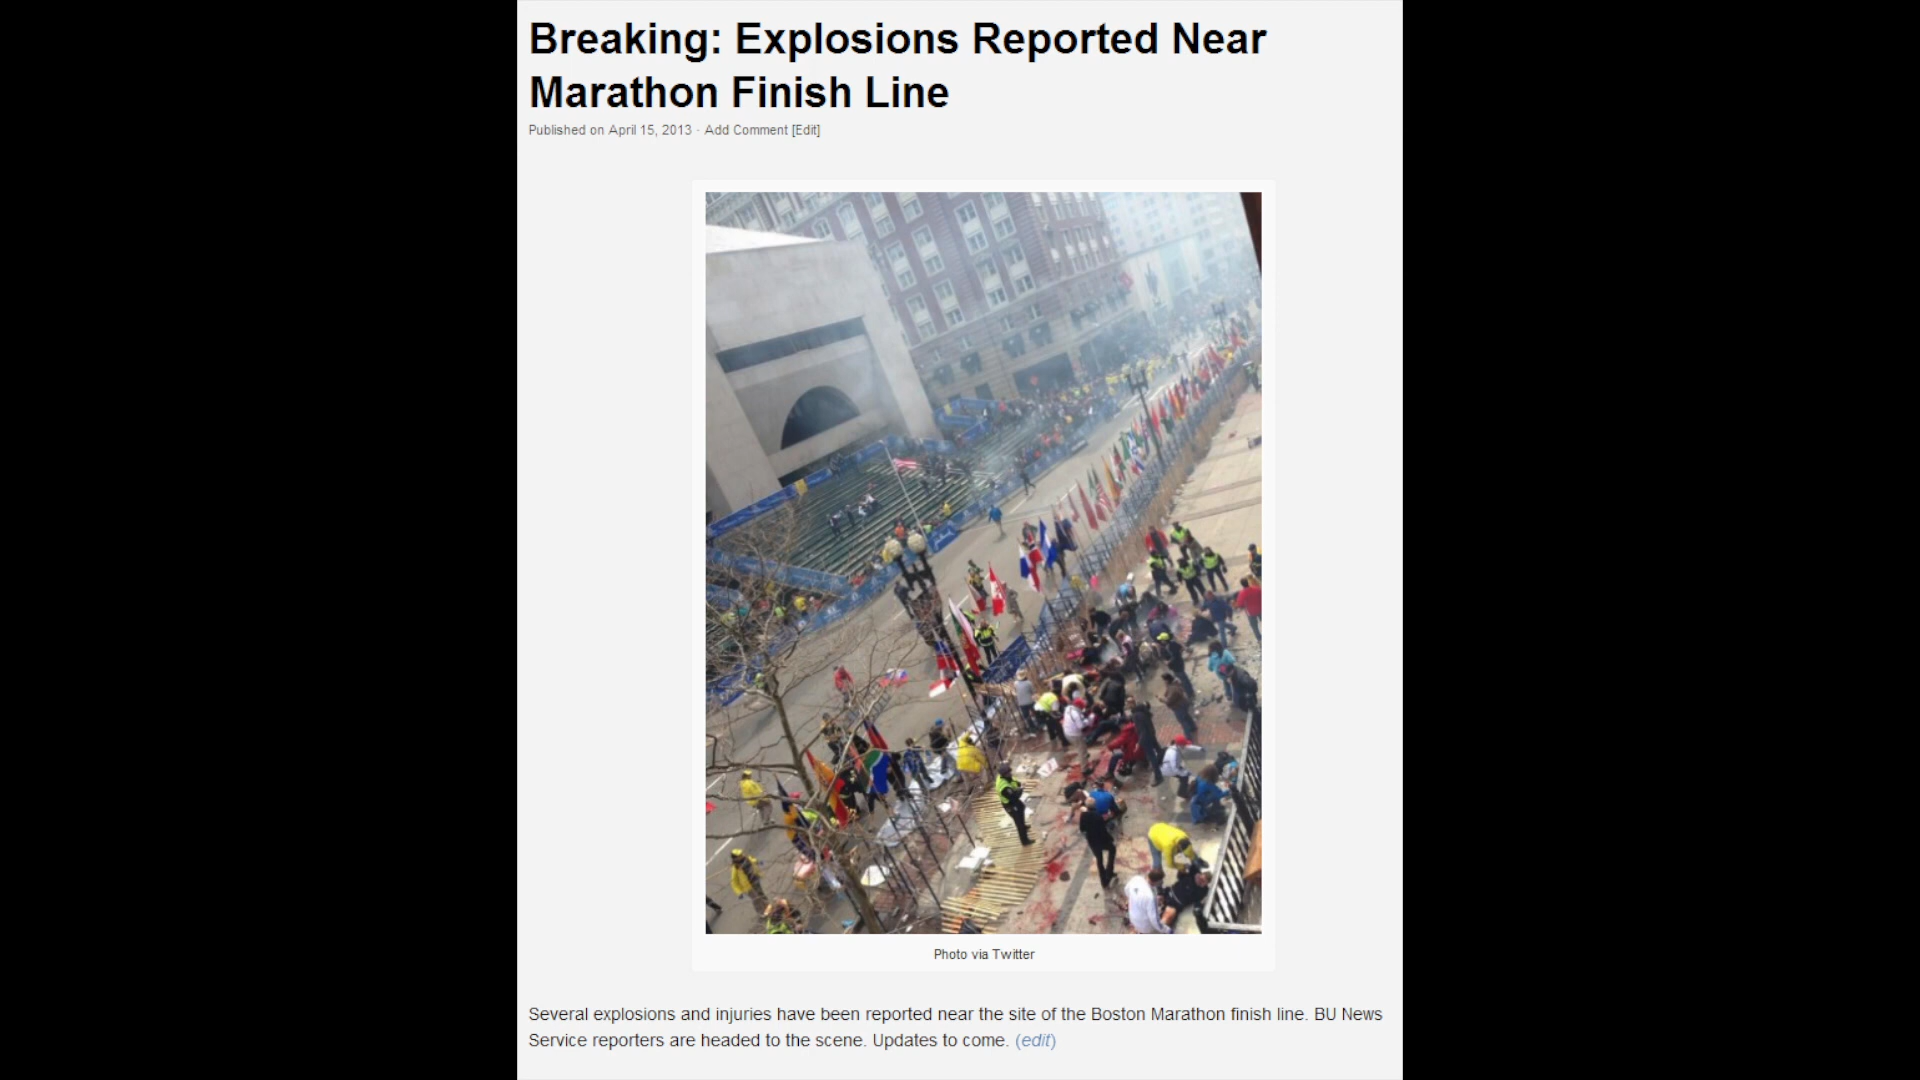 Breaking: Explosions Reported Near
Marathon Finish Line
Published on April 15, 2013 · Add Comment [Edit]
Photo via Twitter
Several explosions and injuries have been reported near the site of the Boston Marathon finish line. BU News
Service reporters are headed to the scene. Updates to come. (edit)